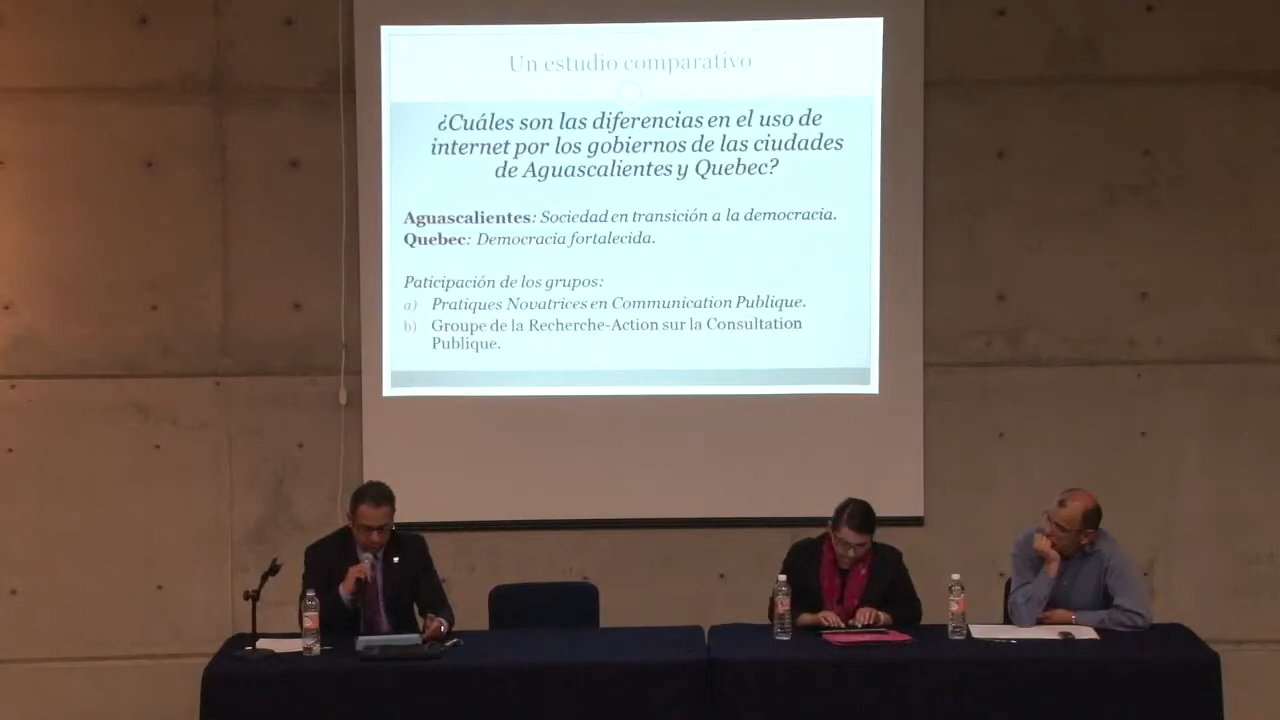 Un estudio comparativo
¿Cuáles son las diferencias en el uso de
internet por los gobiernos de las ciudades
de Aguascalientes y Quebec?
Aguascalientes: Sociedad en transición a la democracia.
Quebec: Democracia fortalecida.
Paticipación de los grupos:
a) Pratiques Novatrices en Communication Publique.
b) Groupe de la Recherche-Action sur la Consultation
Publique.